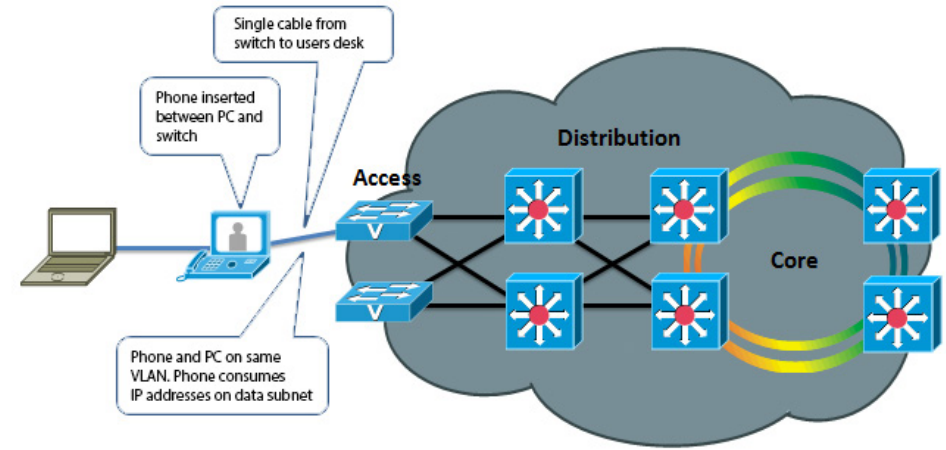 Single cable from
switch to users desk
Phone inserted
between PC and
switch
Distribution
Access
V
Core
V
Phone and PC on same
VLAN. Phone consumes
IP addresses on data subnet